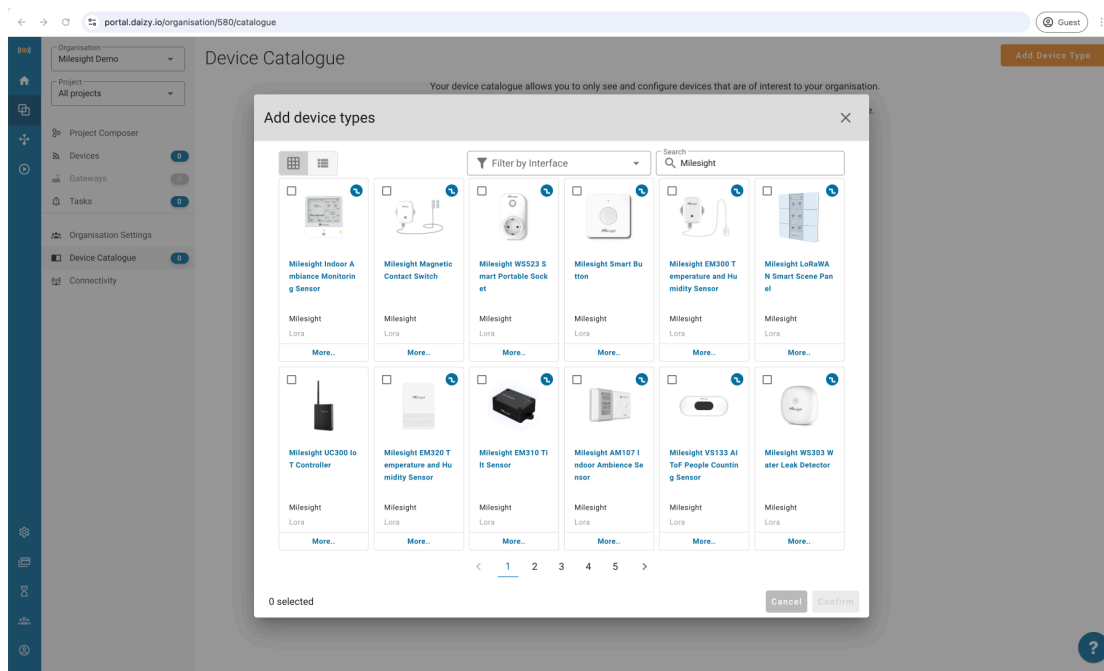 portal.daizy.io/organisation/580/catalogue
Guest
Organisation
Milesight Demo
Project
All projects
Project Composer
Devices
0
Gateways
0
Tasks
0
Organisation Settings
Device Catalogue
0
Connectivity
Device Catalogue
Add Device Type
Your device catalogue allows you to only see and configure devices that are of interest to your organisation.
Add device types
Filter by Interface
Search
Milesight
Milesight Indoor A
mbiance Monitorin
g Sensor
Milesight
Lora
More..
Milesight Magnetic
Contact Switch
Milesight
Lora
More..
Milesight WS523 S
mart Portable Sock
et
Milesight
Lora
More..
Milesight Smart Bu
tton
Milesight
Lora
More..
Milesight EM300 T
emperature and Hu
midity Sensor
Milesight
Lora
More..
Milesight LoRaWA
N Smart Scene Pan
el
Milesight
Lora
More..
Milesight UC300 Io
T Controller
Milesight
Lora
More..
Milesight EM320 T
emperature and Hu
midity Sensor
Milesight
Lora
More..
Milesight EM310 Ti
lt Sensor
Milesight
Lora
More..
Milesight AM107 I
ndoor Ambience Se
nsor
Milesight
Lora
More..
Milesight VS133 AI
ToF People Countin
g Sensor
Milesight
Lora
More..
Milesight WS303 W
ater Leak Detector
Milesight
Lora
More..
1 2 3 4 5
0 selected
Cancel
Confirm
?